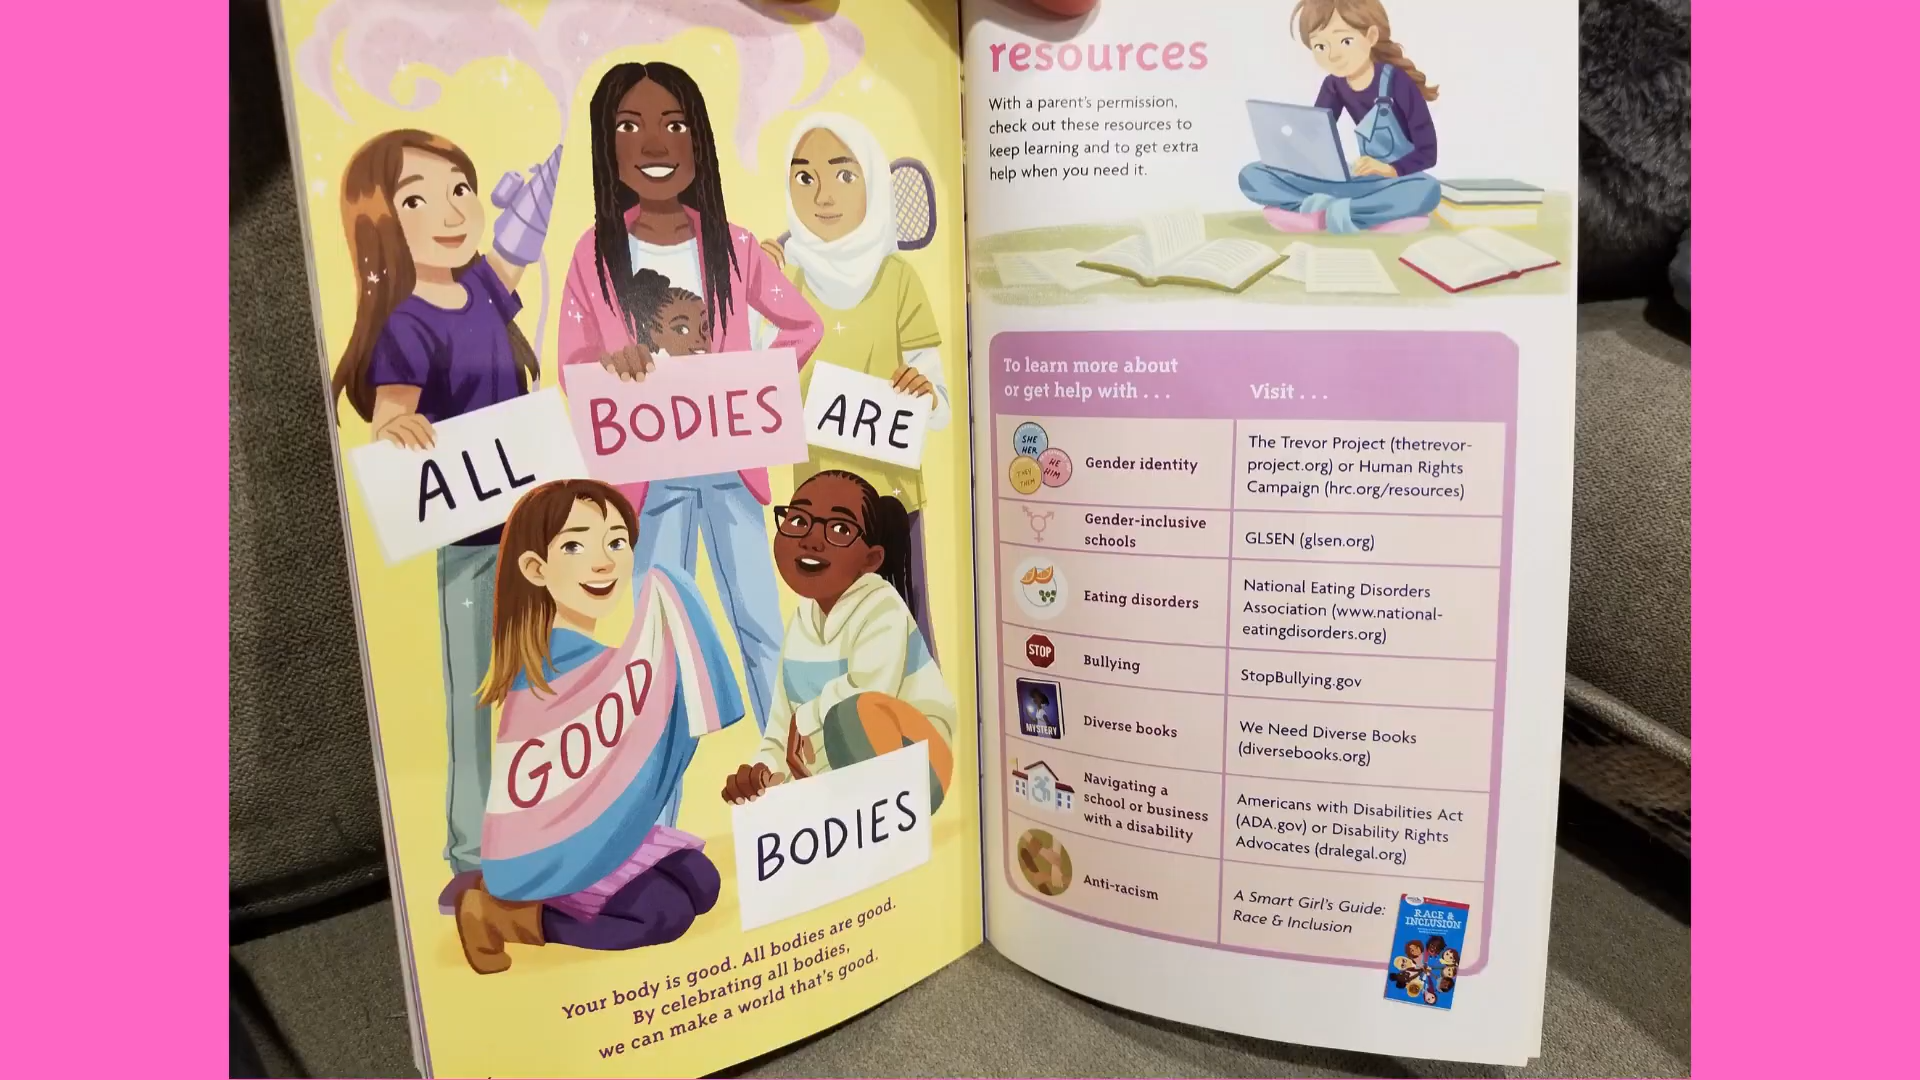 ALL
BODIES
ARE
GOOD
BODIES
Your body is good. All bodies are good.
By celebrating all bodies,
we can make a world that's good.
resources
With a parent's permission,
check out these resources to
keep learning and to get extra
help when you need it.
To learn more about
or get help with . . .
Visit . . .
SHE
HER
HE
HIM
THEY
THEM
Gender identity
The Trevor Project (thetrevor-
project.org) or Human Rights
Campaign (hrc.org/resources)
Gender-inclusive
schools
GLSEN (glsen.org)
Eating disorders
National Eating Disorders
Association (www.national-
eatingdisorders.org)
STOP
Bullying
StopBullying.gov
MYSTERY
Diverse books
We Need Diverse Books
(diversebooks.org)
Navigating a
school or business
with a disability
Americans with Disabilities Act
(ADA.gov) or Disability Rights
Advocates (dralegal.org)
Anti-racism
A Smart Girl's Guide:
Race & Inclusion
RACE &
INCLUSION